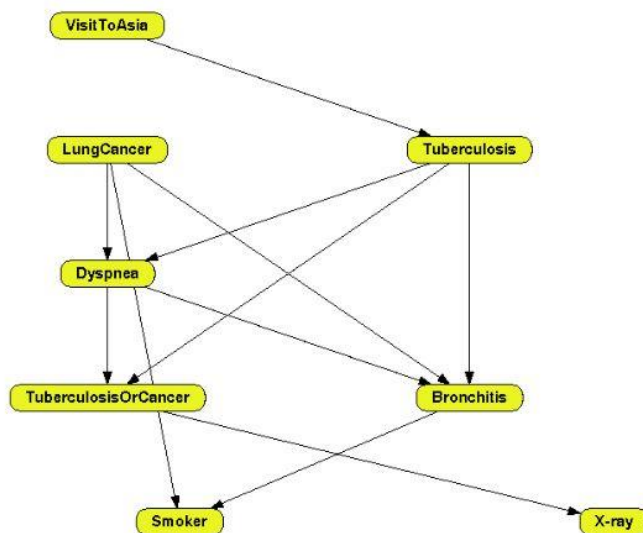 VisitToAsia
LungCancer
Tuberculosis
Dyspnea
TuberculosisOrCancer
Bronchitis
Smoker
X-ray